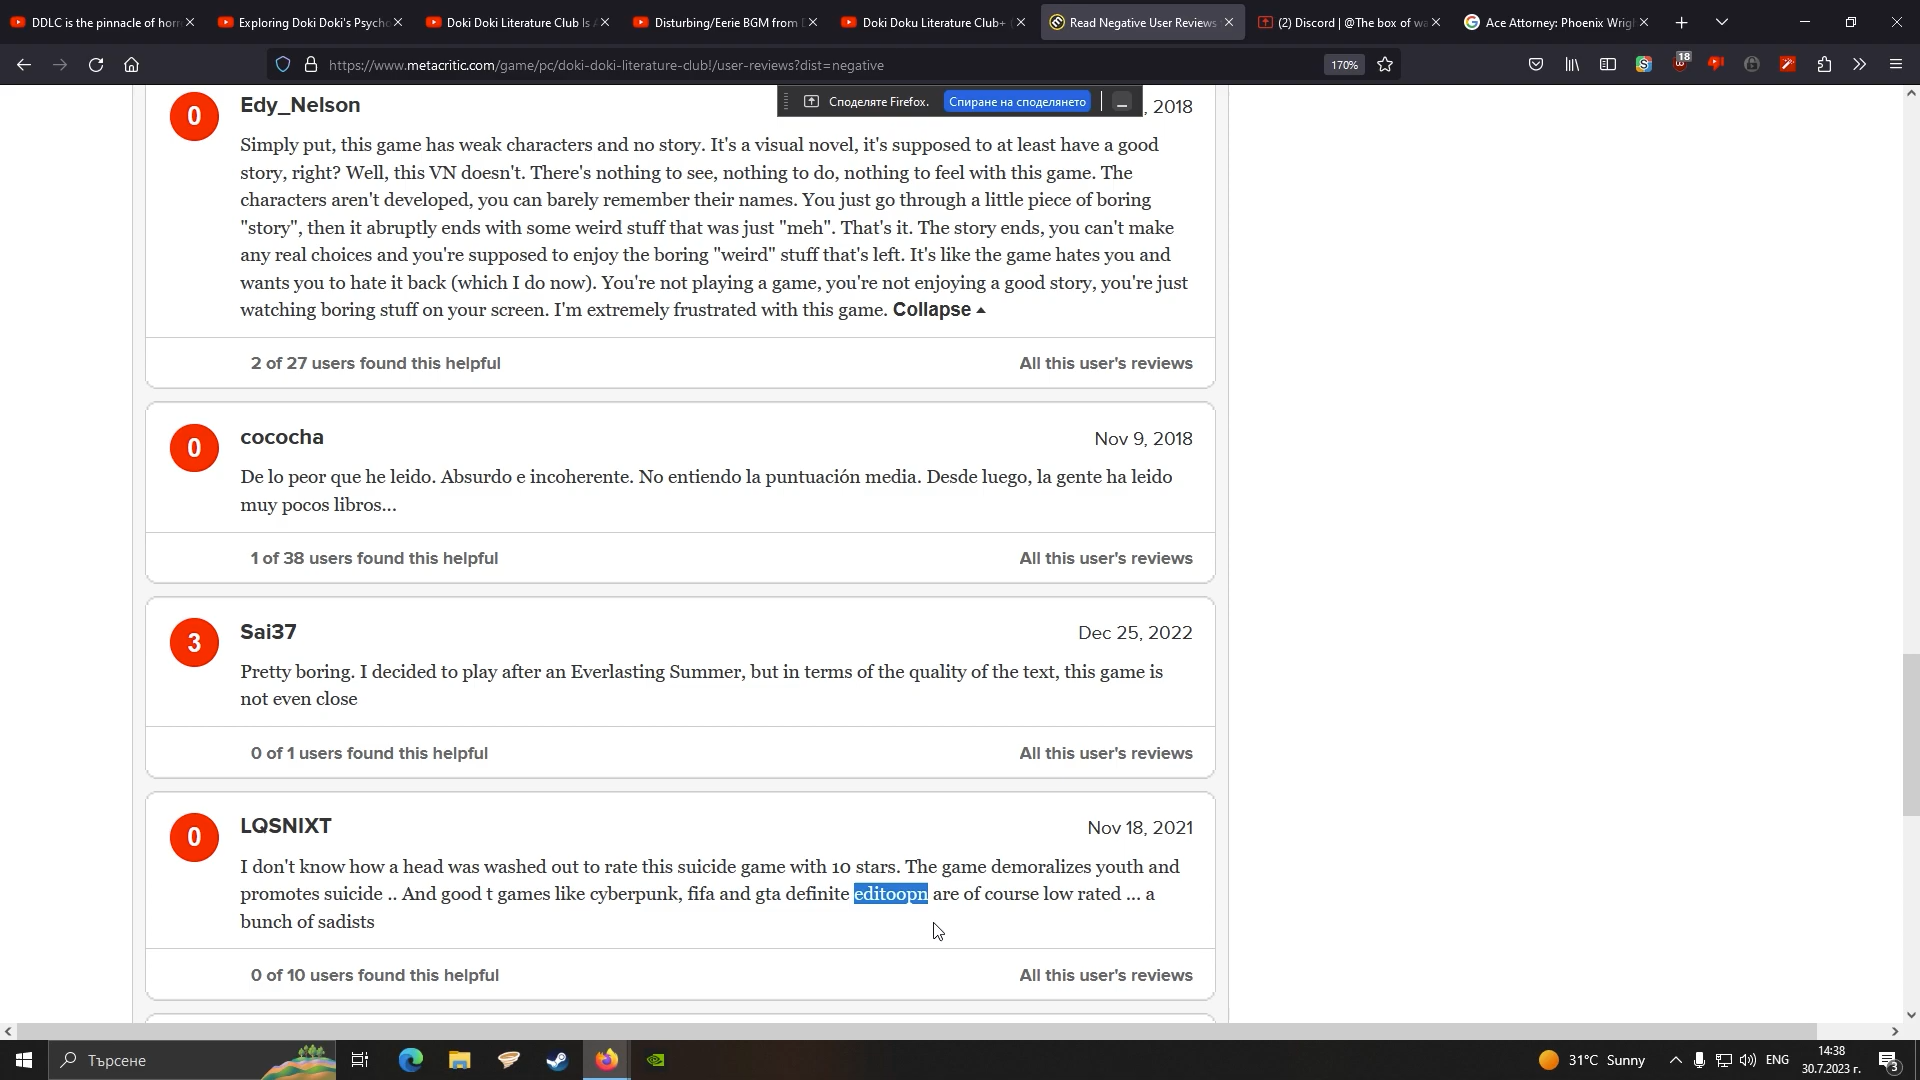 DDLC is the pinnacle of horr
Exploring Doki Doki's Psycho
Doki Doki Literature Club Is A
Disturbing/Eerie BGM from D
Doki Doku Literature Club+
Read Negative User Reviews
(2) Discord | @The box of wa
Ace Attorney: Phoenix Wrig
https://www.metacritic.com/game/pc/doki-doki-literature-club!/user-reviews?dist=negative
170%
18
Споделяте Firefox.
Спиране на споделянето
0
Edy_Nelson
, 2018
Simply put, this game has weak characters and no story. It's a visual novel, it's supposed to at least have a good
story, right? Well, this VN doesn't. There's nothing to see, nothing to do, nothing to feel with this game. The
characters aren't developed, you can barely remember their names. You just go through a little piece of boring
"story", then it abruptly ends with some weird stuff that was just "meh". That's it. The story ends, you can't make
any real choices and you're supposed to enjoy the boring "weird" stuff that's left. It's like the game hates you and
wants you to hate it back (which I do now). You're not playing a game, you're not enjoying a good story, you're just
watching boring stuff on your screen. I'm extremely frustrated with this game. Collapse
2 of 27 users found this helpful
All this user's reviews
0
cococha
Nov 9, 2018
De lo peor que he leido. Absurdo e incoherente. No entiendo la puntuación media. Desde luego, la gente ha leido
muy pocos libros...
1 of 38 users found this helpful
All this user's reviews
3
Sai37
Dec 25, 2022
Pretty boring. I decided to play after an Everlasting Summer, but in terms of the quality of the text, this game is
not even close
0 of 1 users found this helpful
All this user's reviews
0
LQSNIXT
Nov 18, 2021
I don't know how a head was washed out to rate this suicide game with 10 stars. The game demoralizes youth and
promotes suicide .. And good t games like cyberpunk, fifa and gta definite editoopn are of course low rated ... a
bunch of sadists
0 of 10 users found this helpful
All this user's reviews
Търсене
31°C Sunny
ENG
14:38
30.7.2023 г.
3